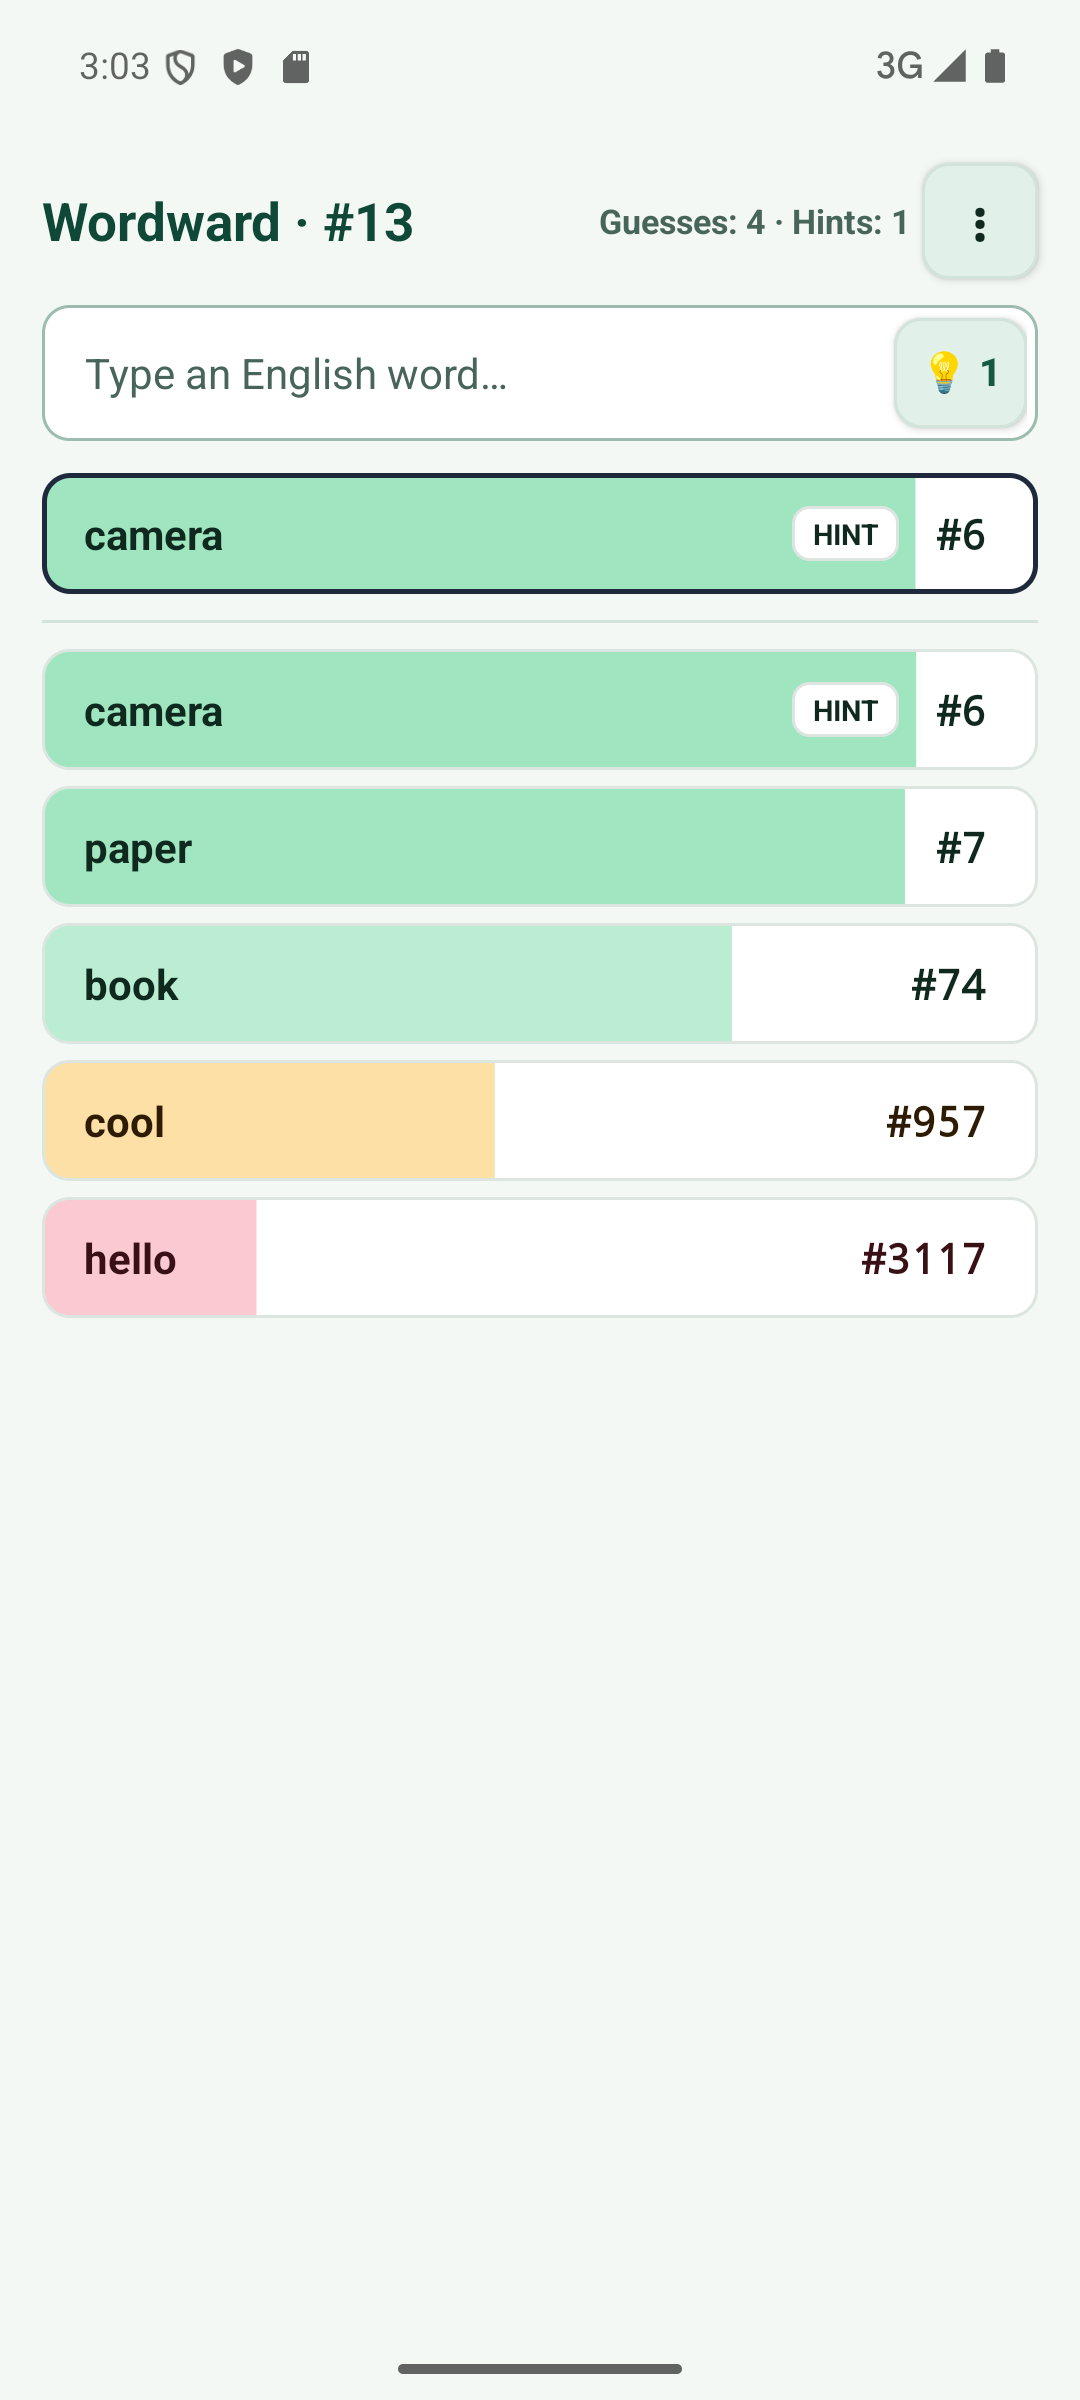 3:03 3G
Wordward · #13 Guesses: 4 · Hints: 1
Type an English word... 💡 1
camera HINT #6
camera HINT #6
paper #7
book #74
cool #957
hello #3117